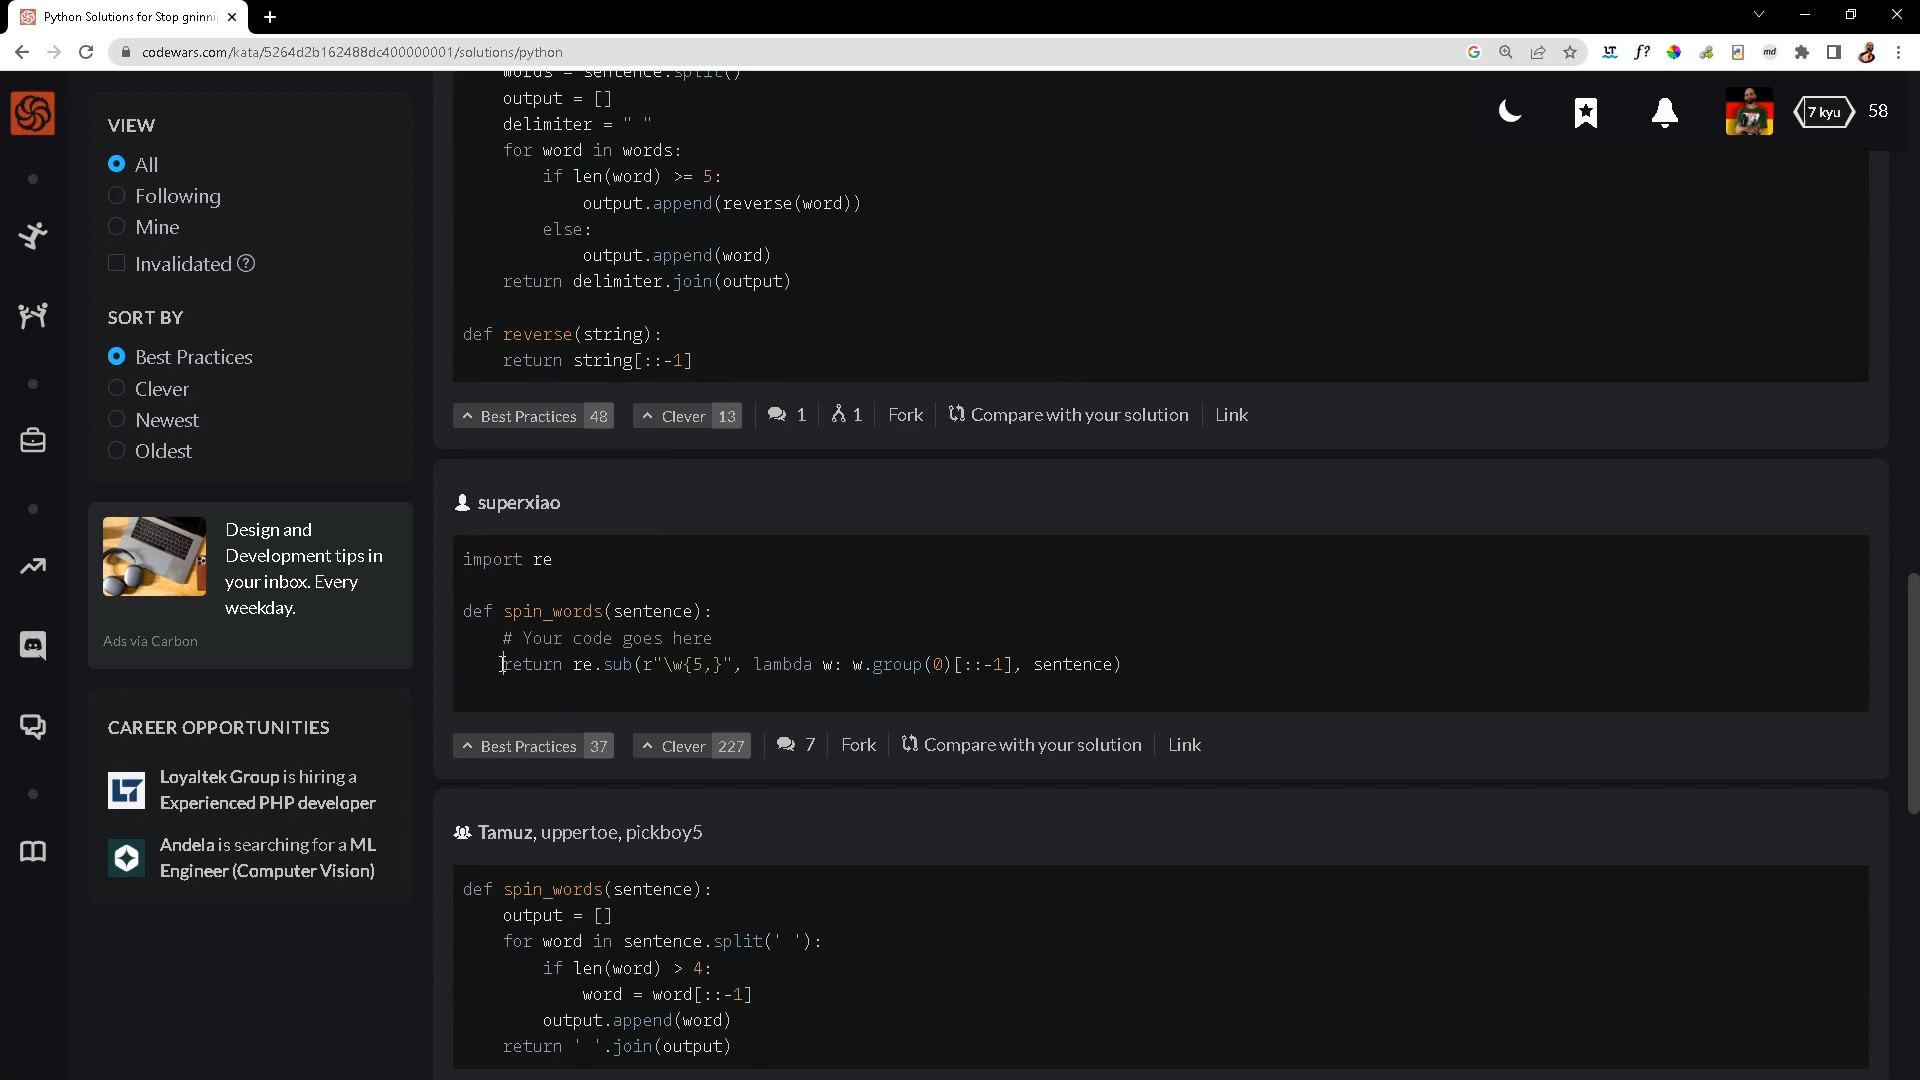 Python Solutions for Stop gninni
codewars.com/kata/5264d2b162488dc400000001/solutions/python
7 kyu
58
VIEW
All
Following
Mine
Invalidated
SORT BY
Best Practices
Clever
Newest
Oldest
Design and
Development tips in
your inbox. Every
weekday.
Ads via Carbon
CAREER OPPORTUNITIES
Loyaltek Group is hiring a
Experienced PHP developer
Andela is searching for a ML
Engineer (Computer Vision)
words = sentence.split()
output = []
delimiter = " "
for word in words:
if len(word) >= 5:
output.append(reverse(word))
else:
output.append(word)
return delimiter.join(output)
def reverse(string):
return string[::-1]
Best Practices 48 Clever 13 1 1 Fork Compare with your solution Link
superxiao
import re
def spin_words(sentence):
# Your code goes here
return re.sub(r"\w{5,}", lambda w: w.group(0)[::-1], sentence)
Best Practices 37 Clever 227 7 Fork Compare with your solution Link
Tamuz, uppertoe, pickboy5
def spin_words(sentence):
output = []
for word in sentence.split(' '):
if len(word) > 4:
word = word[::-1]
output.append(word)
return ' '.join(output)